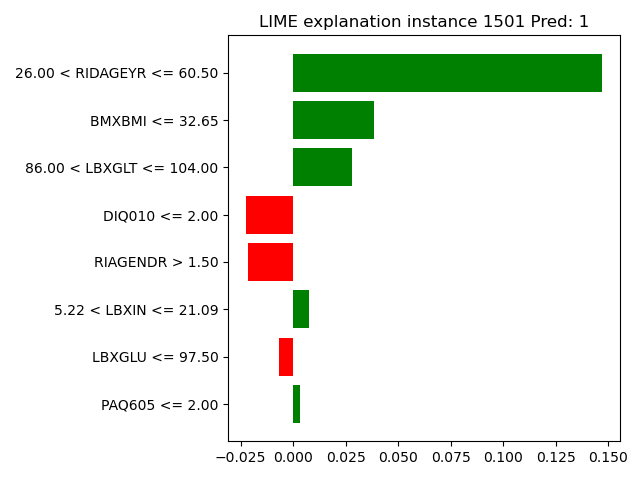 LIME explanation instance 1501 Pred: 1
26.00 < RIDAGEYR <= 60.50
BMXBMI <= 32.65
86.00 < LBXGLT <= 104.00
DIQ010 <= 2.00
RIAGENDR > 1.50
5.22 < LBXIN <= 21.09
LBXGLU <= 97.50
PAQ605 <= 2.00
−0.025 0.000 0.025 0.050 0.075 0.100 0.125 0.150